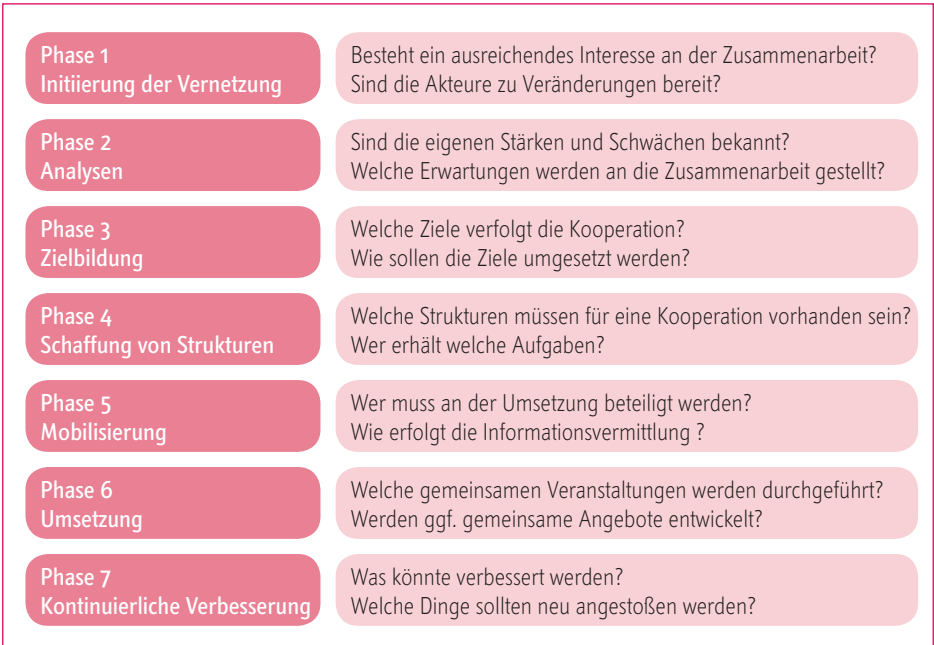 Phase 1
Initiierung der Vernetzung
Besteht ein ausreichendes Interesse an der Zusammenarbeit?
Sind die Akteure zu Veränderungen bereit?
Phase 2
Analysen
Sind die eigenen Stärken und Schwächen bekannt?
Welche Erwartungen werden an die Zusammenarbeit gestellt?
Phase 3
Zielbildung
Welche Ziele verfolgt die Kooperation?
Wie sollen die Ziele umgesetzt werden?
Phase 4
Schaffung von Strukturen
Welche Strukturen müssen für eine Kooperation vorhanden sein?
Wer erhält welche Aufgaben?
Phase 5
Mobilisierung
Wer muss an der Umsetzung beteiligt werden?
Wie erfolgt die Informationsvermittlung ?
Phase 6
Umsetzung
Welche gemeinsamen Veranstaltungen werden durchgeführt?
Werden ggf. gemeinsame Angebote entwickelt?
Phase 7
Kontinuierliche Verbesserung
Was könnte verbessert werden?
Welche Dinge sollten neu angestoßen werden?